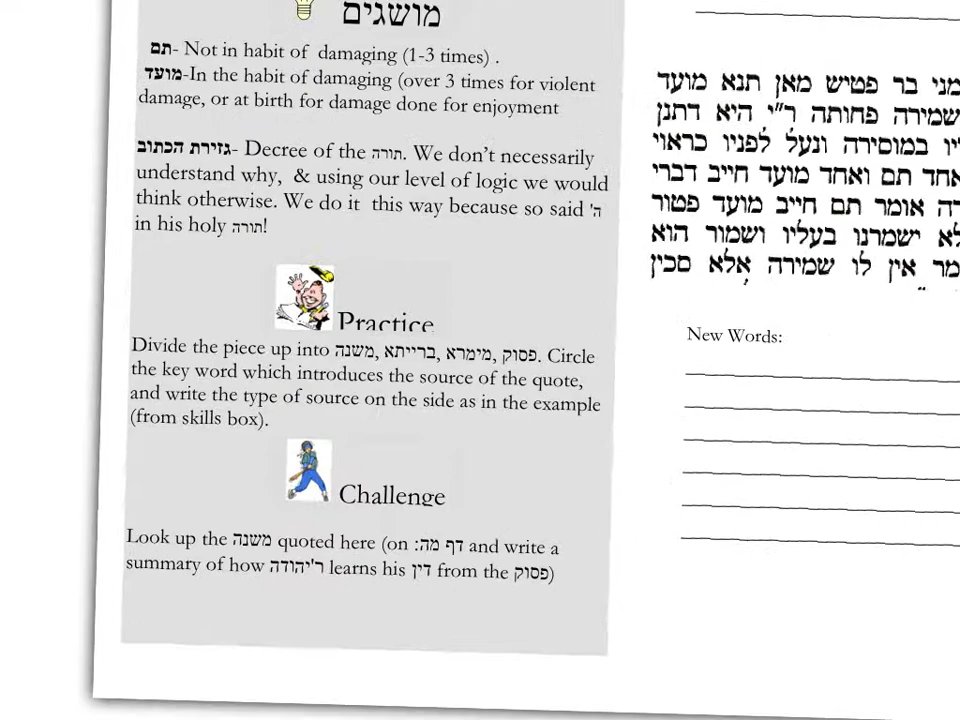 מושגים
תם- Not in habit of damaging (1-3 times) .
מועד-In the habit of damaging (over 3 times for violent
damage, or at birth for damage done for enjoyment
גזירת הכתוב- Decree of the תורה. We don't necessarily
understand why, & using our level of logic we would
think otherwise. We do it this way because so said ה'
in his holy תורה!
Practice
Divide the piece up into פסוק, מימרא, ברייתא, משנה. Circle
the key word which introduces the source of the quote,
and write the type of source on the side as in the example
(from skills box).
Challenge
Look up the משנה quoted here (on דף מה: and write a
summary of how ר'יהודה learns his דין from the פסוק)
מני בר פטיש מאן תנא מועד
שמירה פחותה ר"י היא דתנן
במוסירה ונעל לפניו כראוי
אחד תם ואחד מועד חייב דברי
אומר תם חייב מועד פטור
ישמרנו בעליו ושמור הוא
אין לו שמירה אלא סכין
New Words: